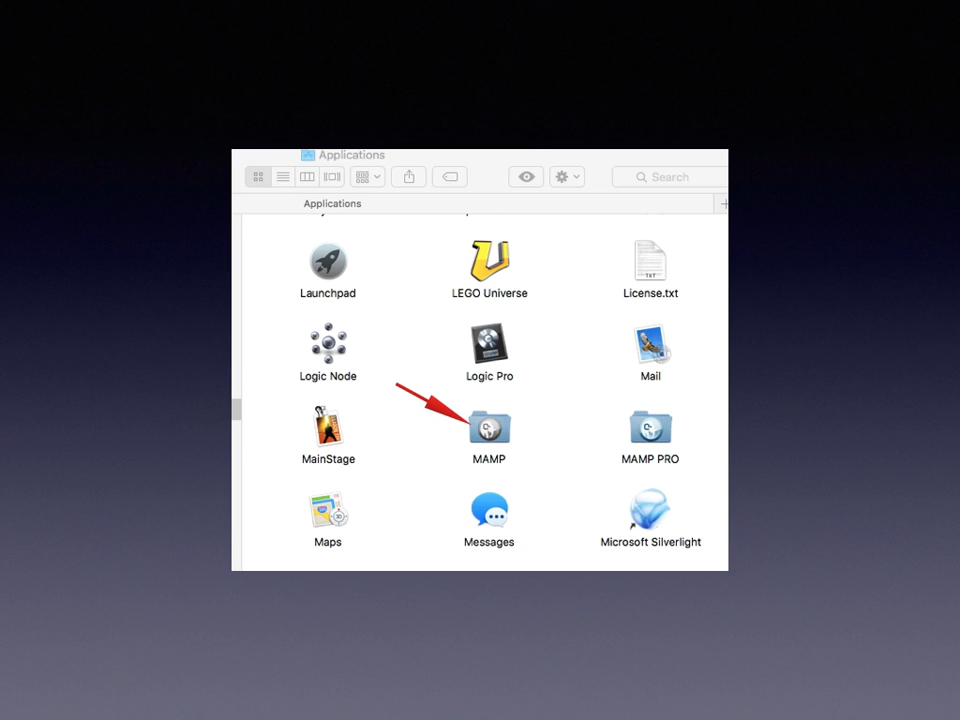 Applications
Search
Applications
Launchpad
LEGO Universe
License.txt
TXT
Logic Node
Logic Pro
Mail
MainStage
MAMP
MAMP PRO
Maps
Messages
Microsoft Silverlight